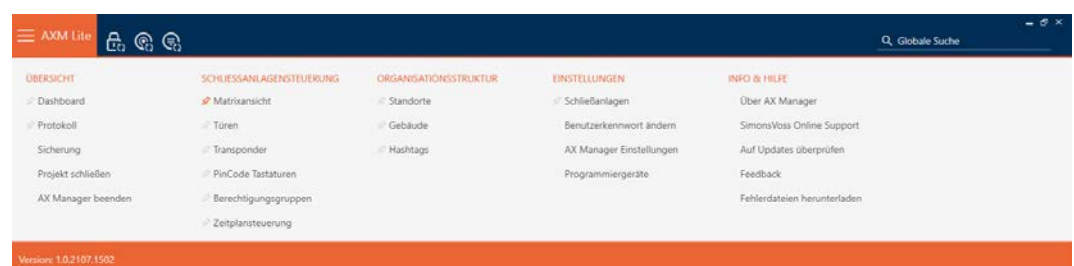 AXM Lite
Globale Suche
ÜBERSICHT
Dashboard
Protokoll
Sicherung
Projekt schließen
AX Manager beenden
SCHLIESSANLAGENSTEUERUNG
Matrixansicht
Türen
Transponder
PinCode Tastaturen
Berechtigungsgruppen
Zeitplansteuerung
ORGANISATIONSSTRUKTUR
Standorte
Gebäude
Hashtags
EINSTELLUNGEN
Schließanlagen
Benutzerkennwort ändern
AX Manager Einstellungen
Programmiergeräte
INFO & HILFE
Über AX Manager
SimonsVoss Online Support
Auf Updates überprüfen
Feedback
Fehlerdateien herunterladen
Version: 1.0.2107.1502